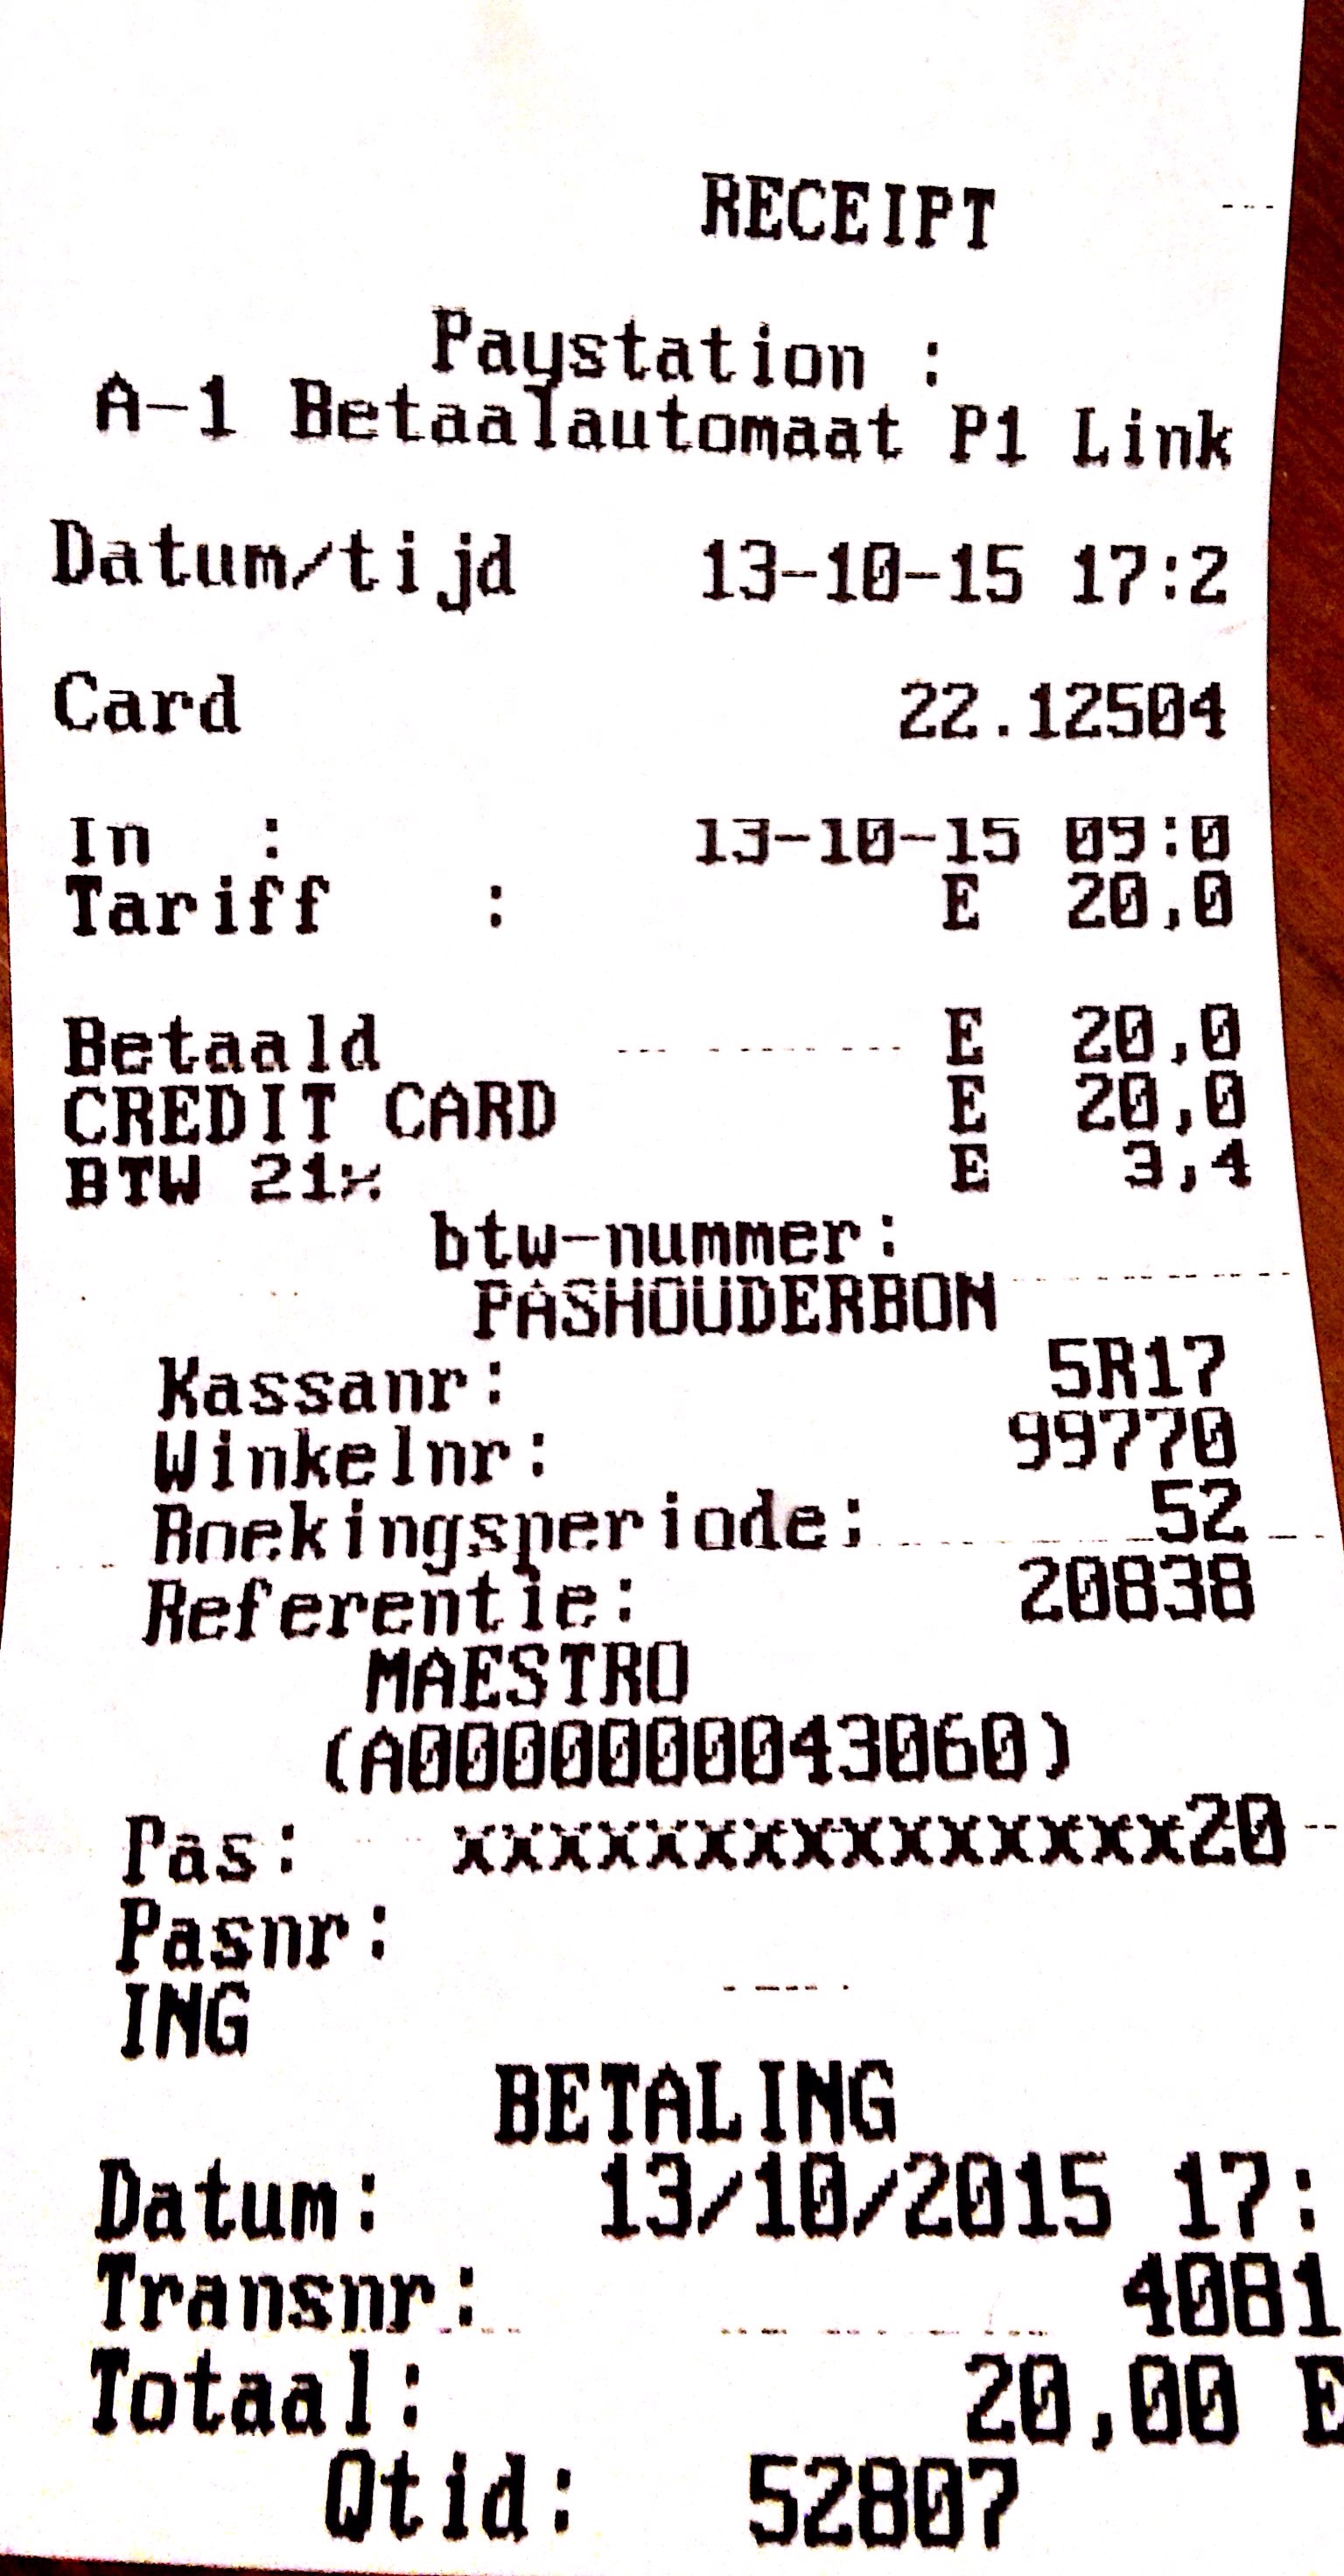 RECEIPT
Paystation :
A-1 Betaalautomaat P1 Link
Datum/tijd 13-10-15 17:2
Card 22.12504
In : 13-10-15 09:0
Tariff : E 20,0
Betaald E 20,0
CREDIT CARD E 20,0
BTW 21% E 3,4
btw-nummer:
PASHOUDERBON
Kassanr: 5R17
Winkelnr: 99770
Boekingsperiode: 52
Referentie: 20838
MAESTRO
(A0000000043060)
Pas: xxxxxxxxxxxxxxx20
Pasnr:
ING
BETALING
Datum: 13/10/2015 17:
Transnr: 4081
Totaal: 20,00 E
Qtid: 52807